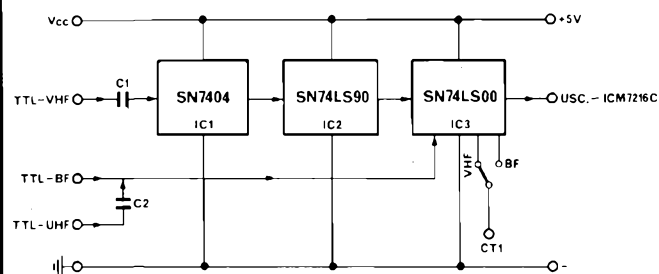 Vcc
+5V
C1
TTL-VHF
SN7404
SN74LS90
SN74LS00
USC.-ICM7216C
IC1
IC2
IC3
VHF
BF
TTL-BF
C2
TTL-UHF
CT1
-